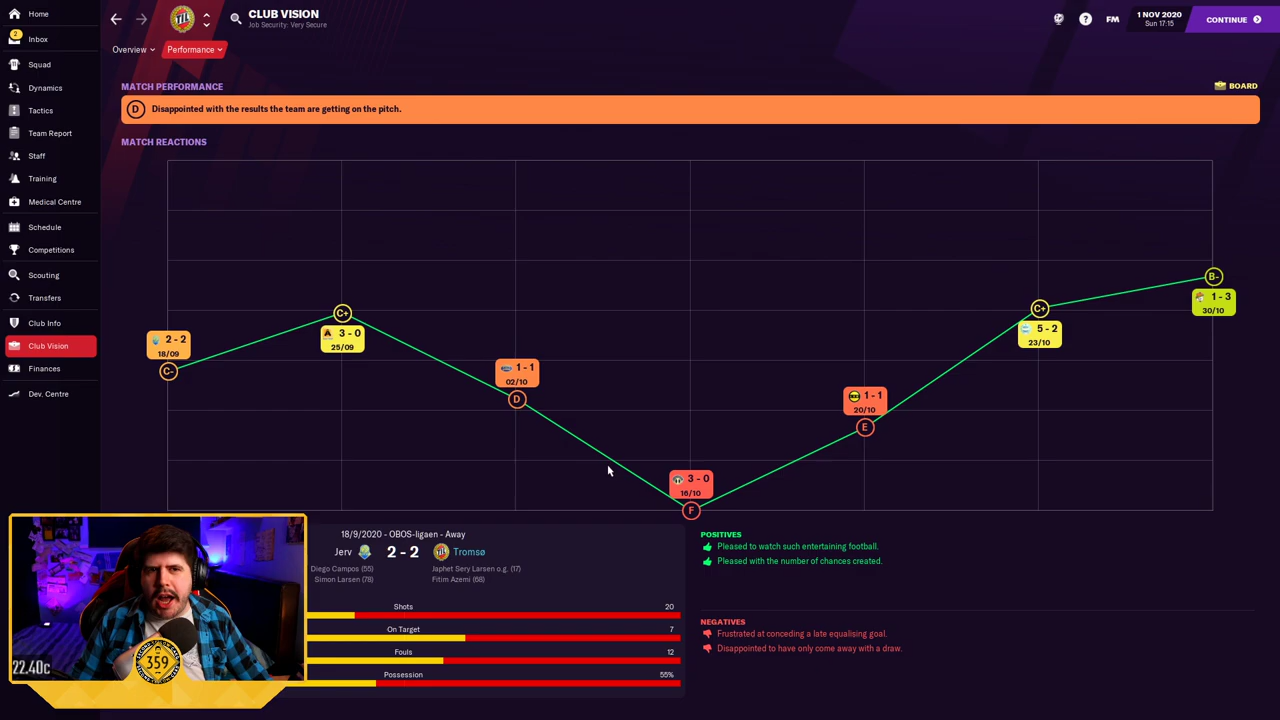 Home
CLUB VISION
Job Security: Very Secure
FM
1 NOV 2020
Sun 17:15
CONTINUE
2
Inbox
Overview
Performance
Squad
Dynamics
Tactics
Team Report
Staff
Training
Medical Centre
Schedule
Competitions
Scouting
Transfers
Club Info
Club Vision
Finances
Dev. Centre
MATCH PERFORMANCE
BOARD
D Disappointed with the results the team are getting on the pitch.
MATCH REACTIONS
2 - 2
18/09
C-
C+
3 - 0
25/09
1 - 1
02/10
D
3 - 0
16/10
F
1 - 1
20/10
E
C+
5 - 2
23/10
B-
1 - 3
30/10
18/9/2020 - OBOS-ligaen - Away
Jerv 2 - 2 Tromsø
Diego Campos (55) Japhet Sery Larsen o.g. (17)
Simon Larsen (78) Fitim Azemi (68)
Shots 20
On Target 7
Fouls 12
Possession 55%
POSITIVES
Pleased to watch such entertaining football.
Pleased with the number of chances created.
NEGATIVES
Frustrated at conceding a late equalising goal.
Disappointed to have only come away with a draw.
22.40c
359